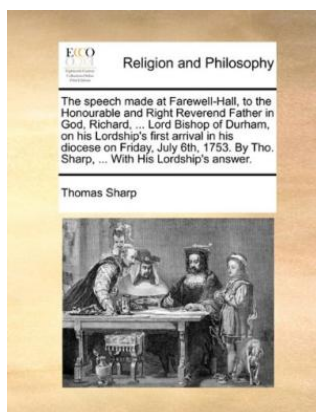 ECCO
Religion and Philosophy
The speech made at Farewell-Hall, to the
Honourable and Right Reverend Father in
God, Richard, ... Lord Bishop of Durham,
on his Lordship's first arrival in his
diocese on Friday, July 6th, 1753. By Tho.
Sharp, ... With His Lordship's answer.
Thomas Sharp